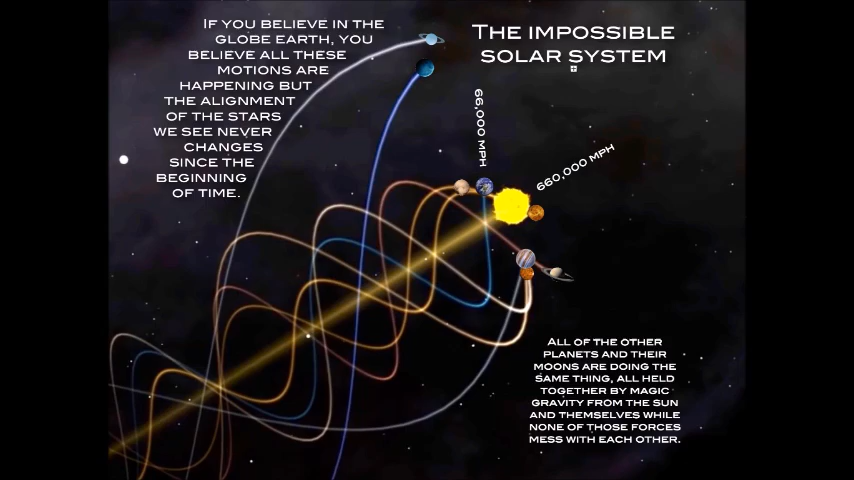 If you believe in the
globe Earth, you
believe all these
motions are
happening but
the alignment
of the stars
we see never
changes
since the
beginning
of time.
The impossible
solar system
66,000 mph
660,000 mph
All of the other
planets and their
moons are doing the
same thing, all held
together by magic
gravity from the sun
and themselves while
none of those forces
mess with each other.